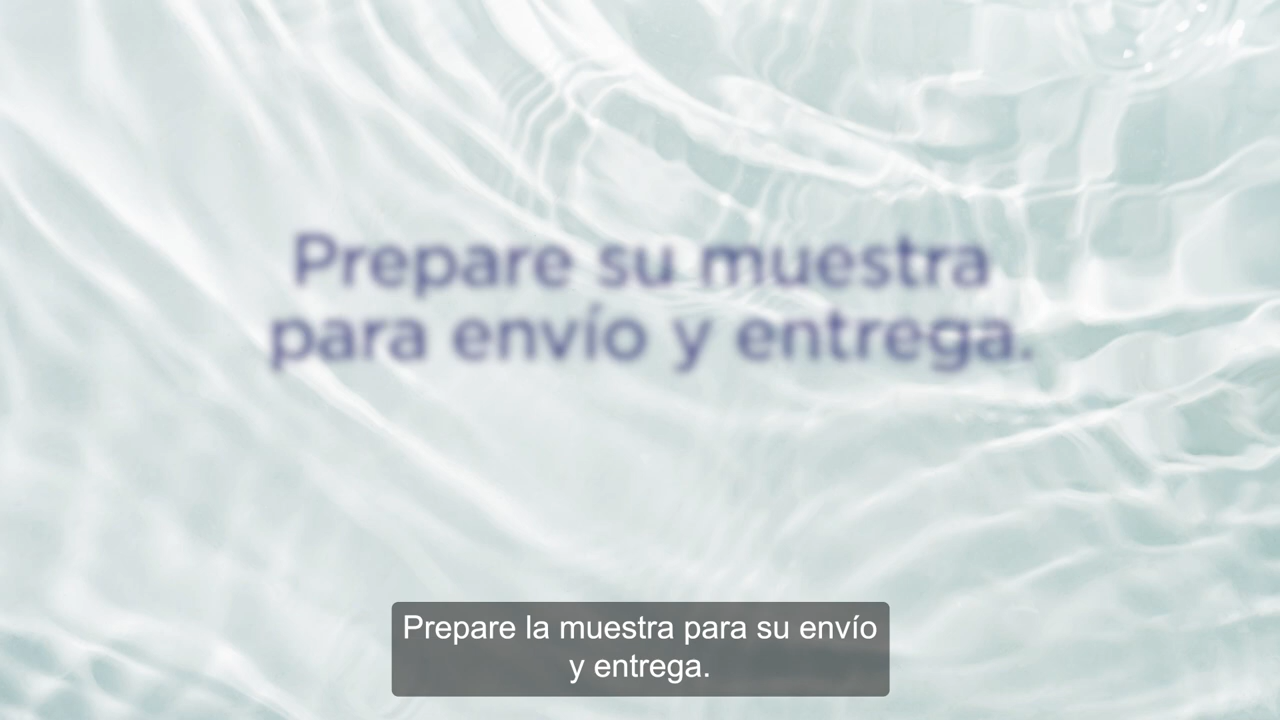 Prepare su muestra
para envío y entrega.
Prepare la muestra para su envío
y entrega.